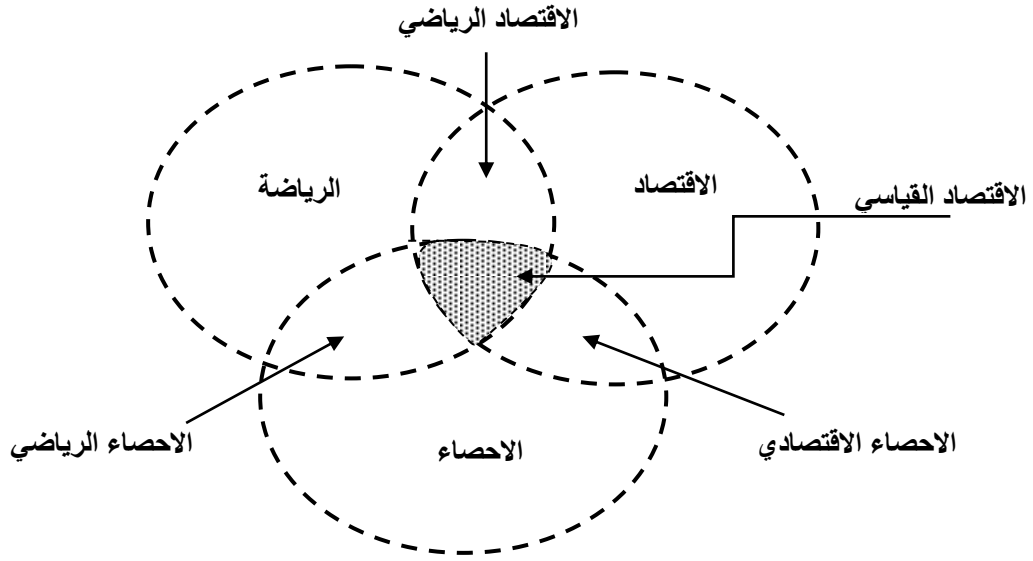 الاقتصاد الرياضي
الرياضة
الاقتصاد
الاقتصاد القياسي
الاحصاء الرياضي
الاحصاء
الاحصاء الاقتصادي